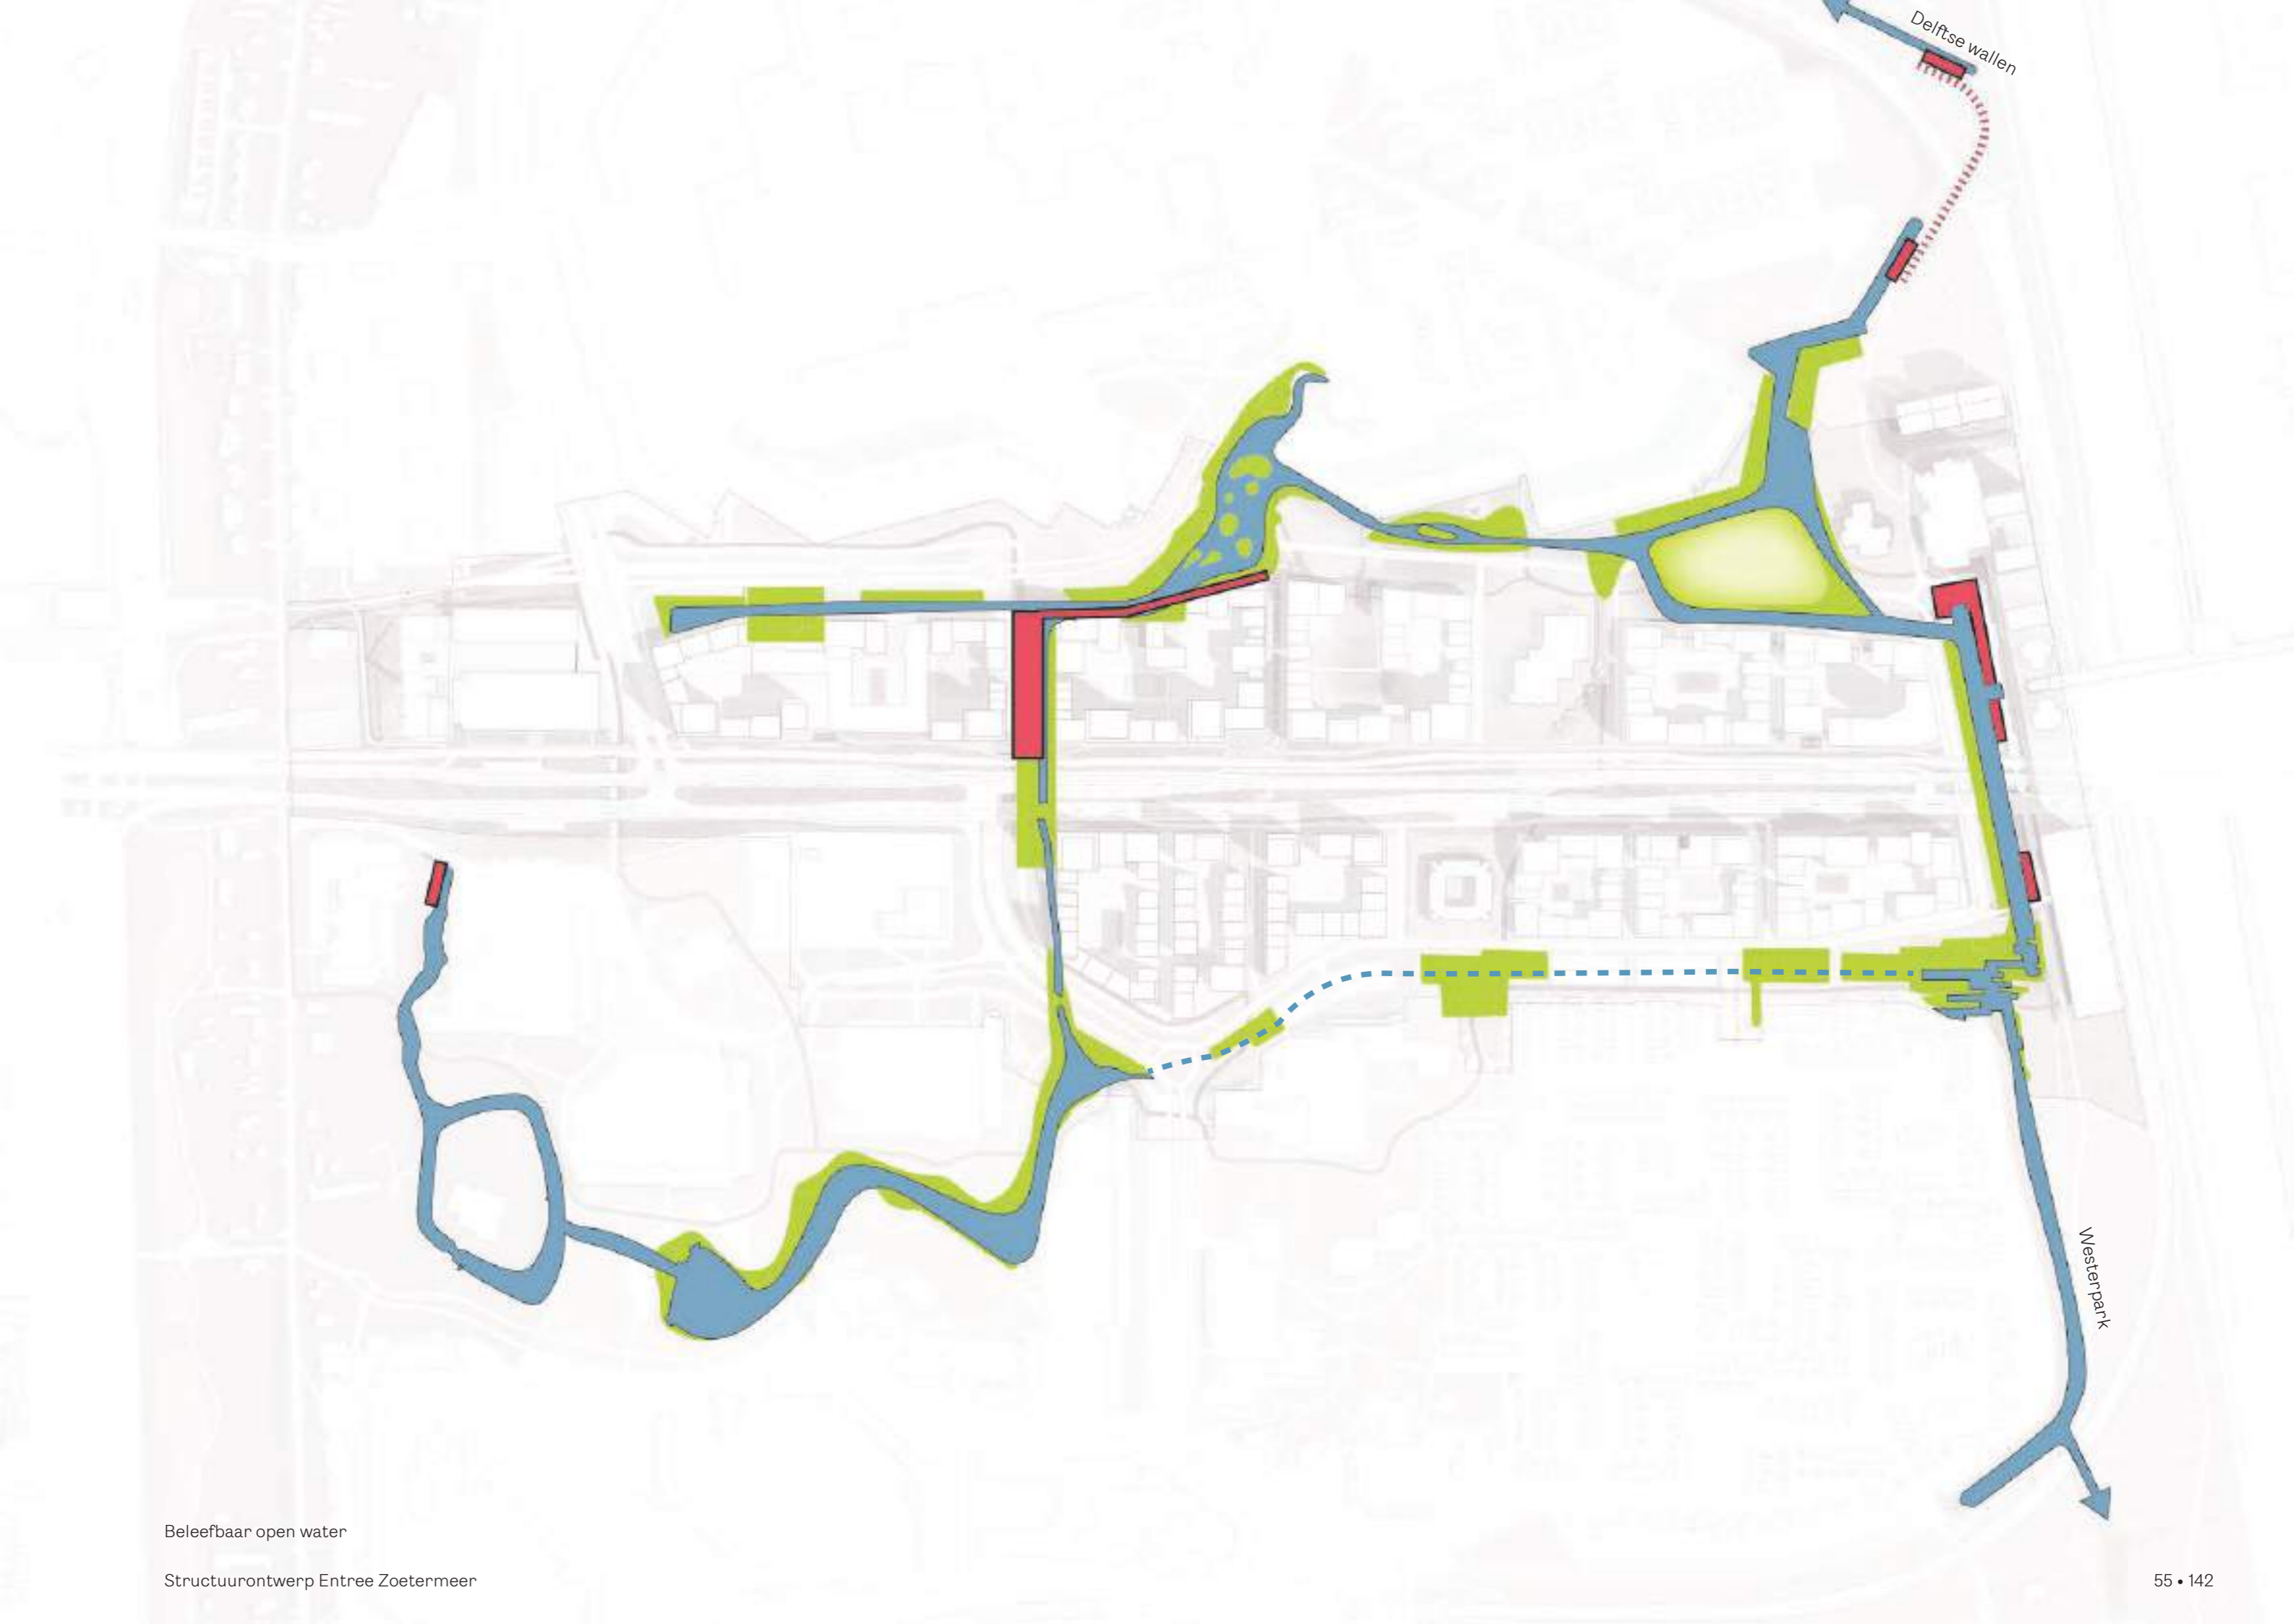 Delftse wallen
Westerpark
Beleefbaar open water
Structuurontwerp Entree Zoetermeer
55 • 142